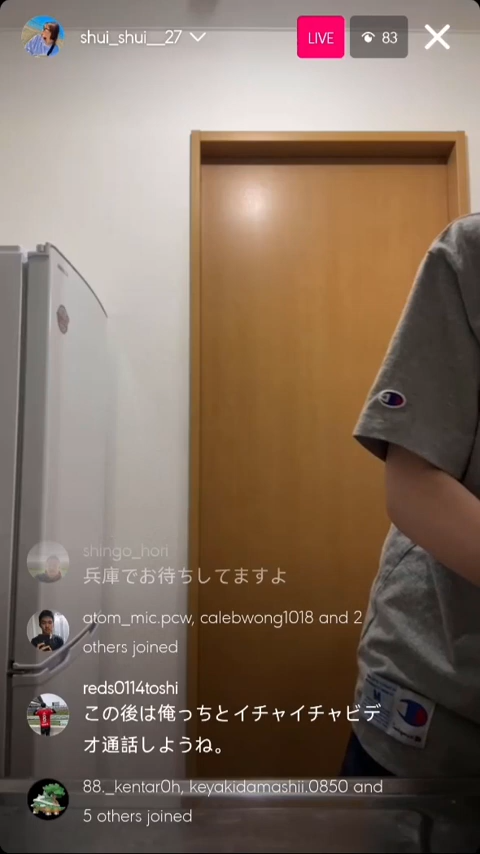 shui_shui__27
LIVE
83
shingo_hori
兵庫でお待ちしてますよ
atom_mic.pcw, calebwong1018 and 2
others joined
reds0114toshi
この後は俺っちとイチャイチャビデ
オ通話しようね。
88._kentar0h, keyakidamashii.0850 and
5 others joined
M